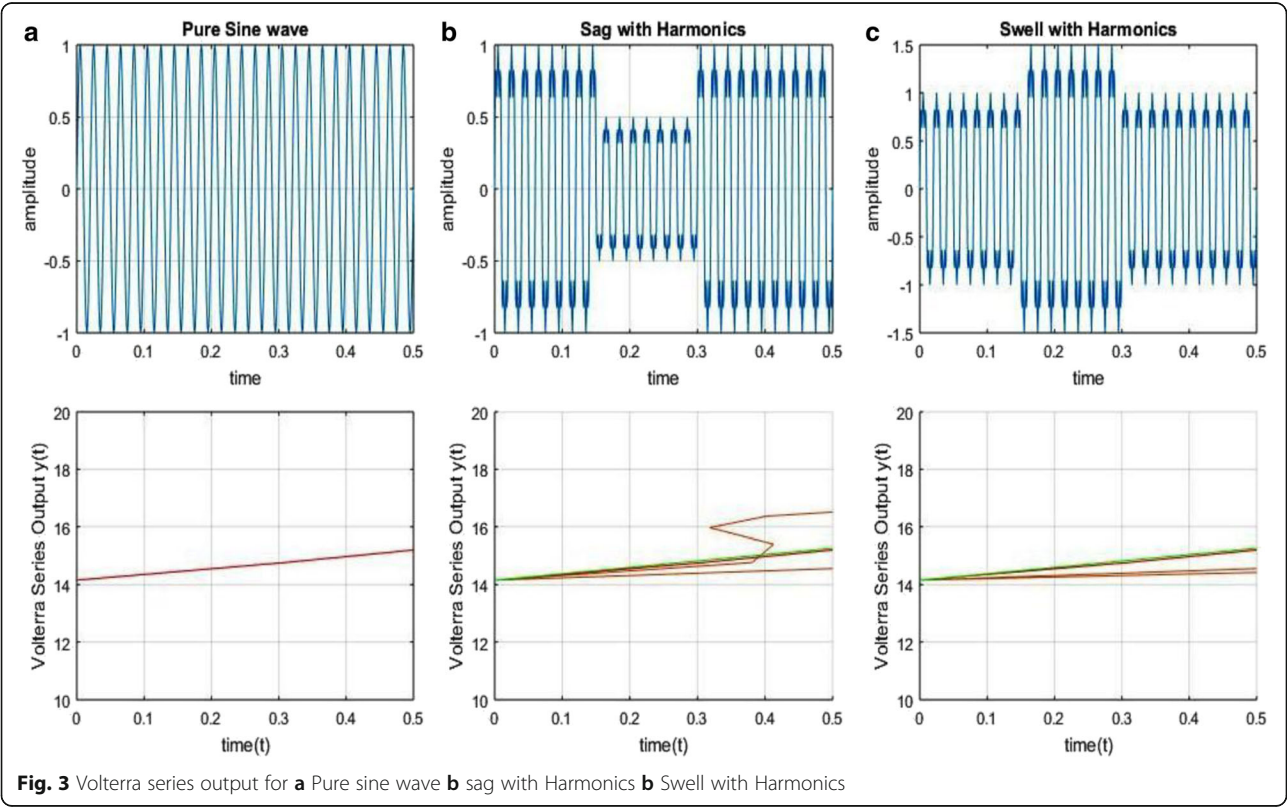 a
Pure Sine wave
1
0.5
0
-0.5
-1
amplitude
0 0.1 0.2 0.3 0.4 0.5
time
b
Sag with Harmonics
1
0.5
0
-0.5
-1
amplitude
0 0.1 0.2 0.3 0.4 0.5
time
c
Swell with Harmonics
1.5
1
0.5
0
-0.5
-1
-1.5
amplitude
0 0.1 0.2 0.3 0.4 0.5
time
20
18
16
14
12
10
Volterra Series Output y(t)
0 0.1 0.2 0.3 0.4 0.5
time(t)
20
18
16
14
12
10
Volterra Series Output y(t)
0 0.1 0.2 0.3 0.4 0.5
time(t)
20
18
16
14
12
10
Volterra Series Output y(t)
0 0.1 0.2 0.3 0.4 0.5
time(t)
Fig. 3 Volterra series output for a Pure sine wave b sag with Harmonics b Swell with Harmonics